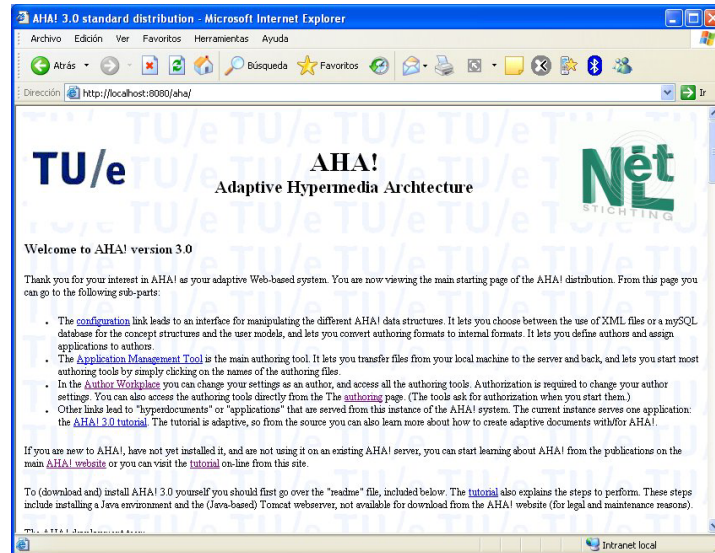 AHA! 3.0 standard distribution - Microsoft Internet Explorer
Archivo Edición Ver Favoritos Herramientas Ayuda
Atrás Búsqueda Favoritos
Dirección http://localhost:8080/aha/ Ir
TU/e
AHA!
Adaptive Hypermedia Archtecture
Net
NL
STICHTING
Welcome to AHA! version 3.0
Thank you for your interest in AHA! as your adaptive Web-based system. You are now viewing the main starting page of the AHA! distribution. From this page you
can go to the following sub-parts:
The configuration link leads to an interface for manipulating the different AHA! data structures. It lets you choose between the use of XML files or a mySQL
database for the concept structures and the user models, and lets you convert authoring formats to internal formats. It lets you define authors and assign
applications to authors.
The Application Management Tool is the main authoring tool. It lets you transfer files from your local machine to the server and back, and lets you start most
authoring tools by simply clicking on the names of the authoring files.
In the Author Workplace you can change your settings as an author, and access all the authoring tools. Authorization is required to change your author
settings. You can also access the authoring tools directly from the The authoring page. (The tools ask for authorization when you start them.)
Other links lead to "hyperdocuments" or "applications" that are served from this instance of the AHA! system. The current instance serves one application:
the AHA! 3.0 tutorial. The tutorial is adaptive, so from the source you can also learn more about how to create adaptive documents with/for AHA!.
If you are new to AHA!, have not yet installed it, and are not using it on an existing AHA! server, you can start learning about AHA! from the publications on the
main AHA! website or you can visit the tutorial on-line from this site.
To (download and) install AHA! 3.0 yourself you should first go over the "readme" file, included below. The tutorial also explains the steps to perform. These steps
include installing a Java environment and the (Java-based) Tomcat webserver, not available for download from the AHA! website (for legal and maintenance reasons).
The AHA! development team
Intranet local